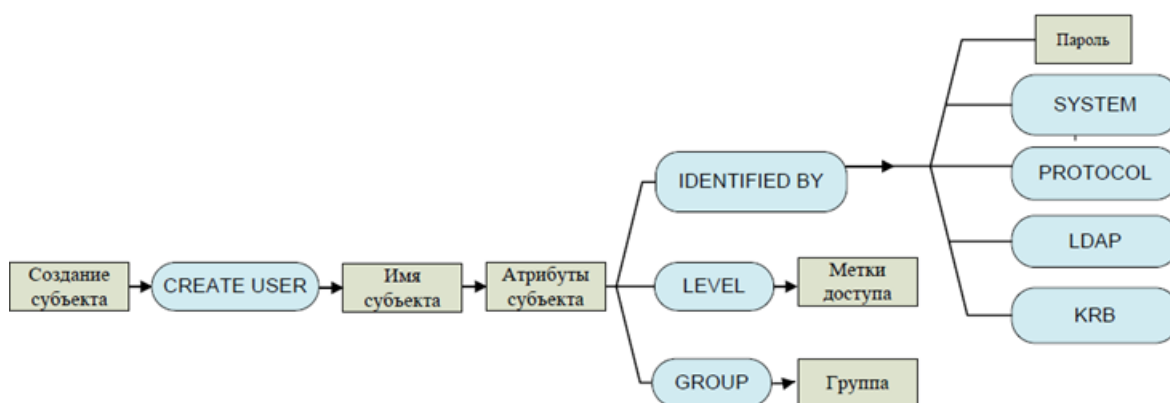 Пароль
SYSTEM
IDENTIFIED BY
PROTOCOL
LDAP
Создание
субъекта
CREATE USER
Имя
субъекта
Атрибуты
субъекта
LEVEL
Метки
доступа
KRB
GROUP
Группа